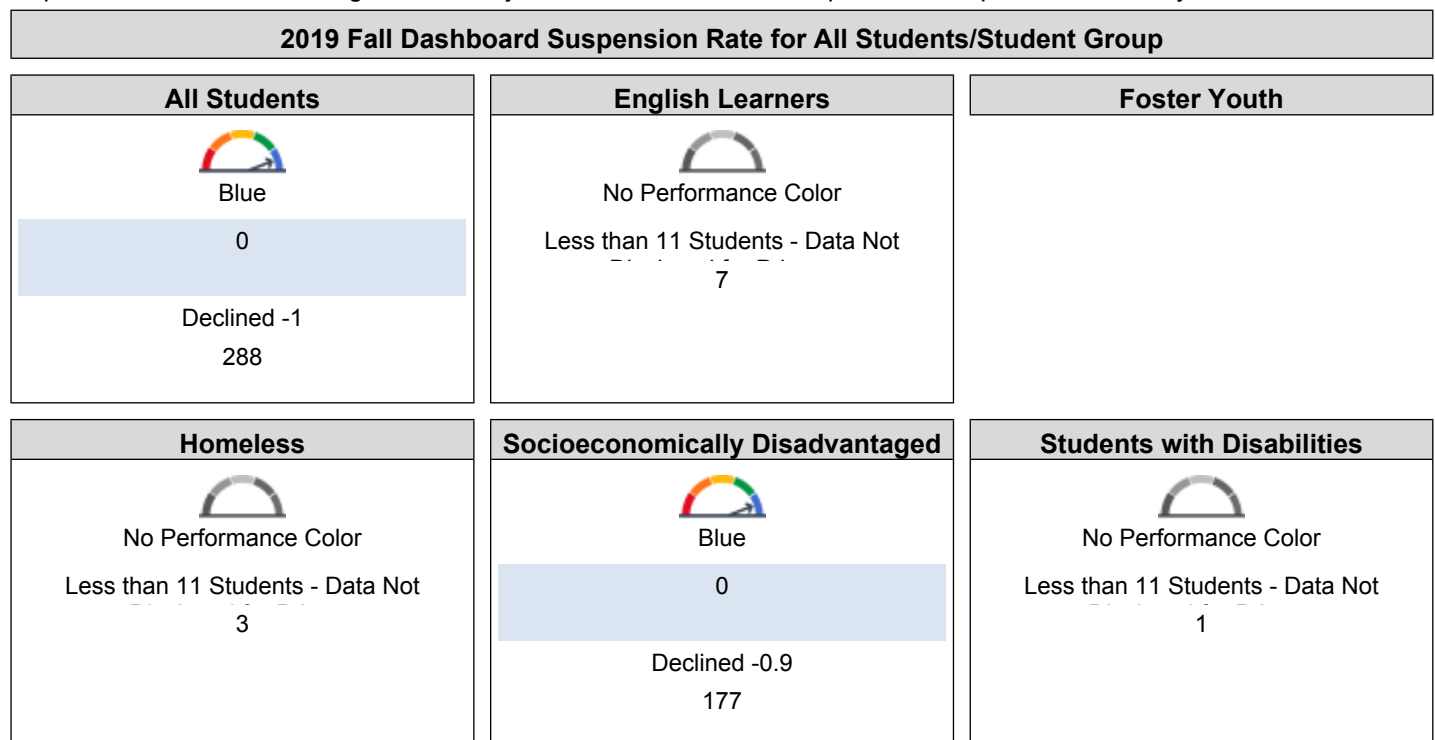 2019 Fall Dashboard Suspension Rate for All Students/Student Group
All Students
Blue
0
Declined -1
288
English Learners
No Performance Color
Less than 11 Students - Data Not
7
Foster Youth
Homeless
No Performance Color
Less than 11 Students - Data Not
3
Socioeconomically Disadvantaged
Blue
0
Declined -0.9
177
Students with Disabilities
No Performance Color
Less than 11 Students - Data Not
1